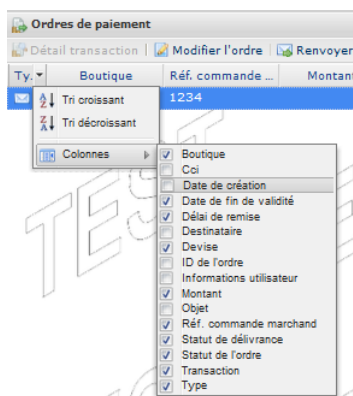 Ordres de paiement
Détail transaction Modifier l'ordre Renvoyer
Ty. Boutique Réf. commande ... Montant
1234
Tri croissant
Tri décroissant
Colonnes
Boutique
Cci
Date de création
Date de fin de validité
Délai de remise
Destinataire
Devise
ID de l'ordre
Informations utilisateur
Montant
Objet
Réf. commande marchand
Statut de délivrance
Statut de l'ordre
Transaction
Type
TEST